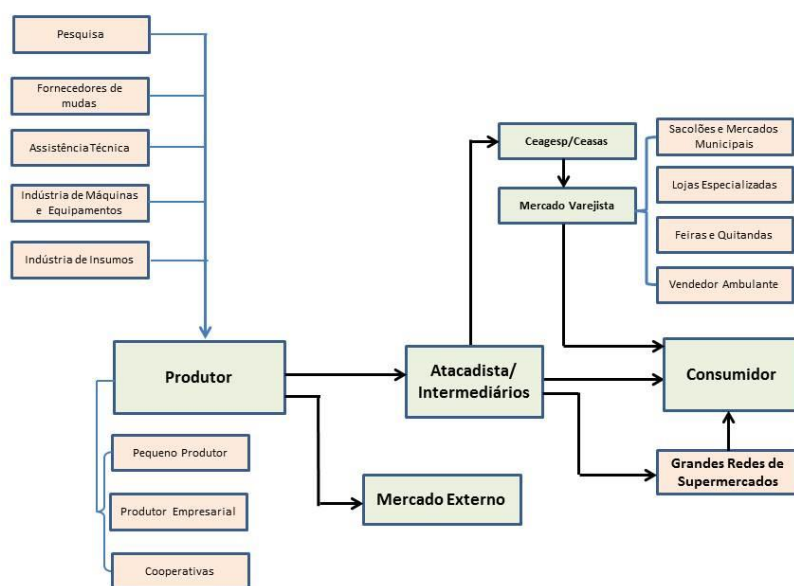 Pesquisa
Fornecedores de
mudas
Assistência Técnica
Indústria de Máquinas
e Equipamentos
Indústria de Insumos
Produtor
Pequeno Produtor
Produtor Empresarial
Cooperativas
Mercado Externo
Atacadista/
Intermediários
Ceagesp/Ceasas
Mercado Varejista
Sacolões e Mercados
Municipais
Lojas Especializadas
Feiras e Quitandas
Vendedor Ambulante
Consumidor
Grandes Redes de
Supermercados